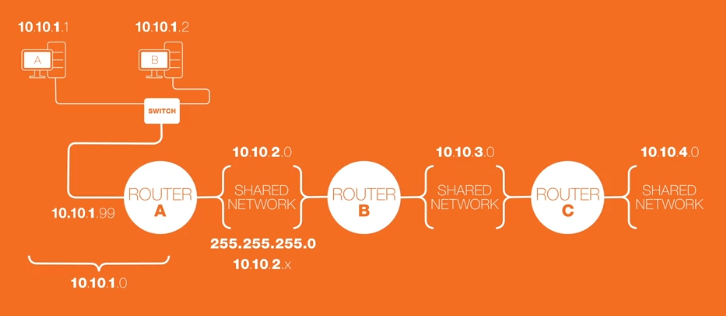 10.10.1.1
10.10.1.2
A
B
SWITCH
10.10.2.0
10.10.3.0
10.10.4.0
ROUTER
A
SHARED
NETWORK
ROUTER
B
SHARED
NETWORK
ROUTER
C
SHARED
NETWORK
10.10.1.99
255.255.255.0
10.10.2.x
10.10.1.0